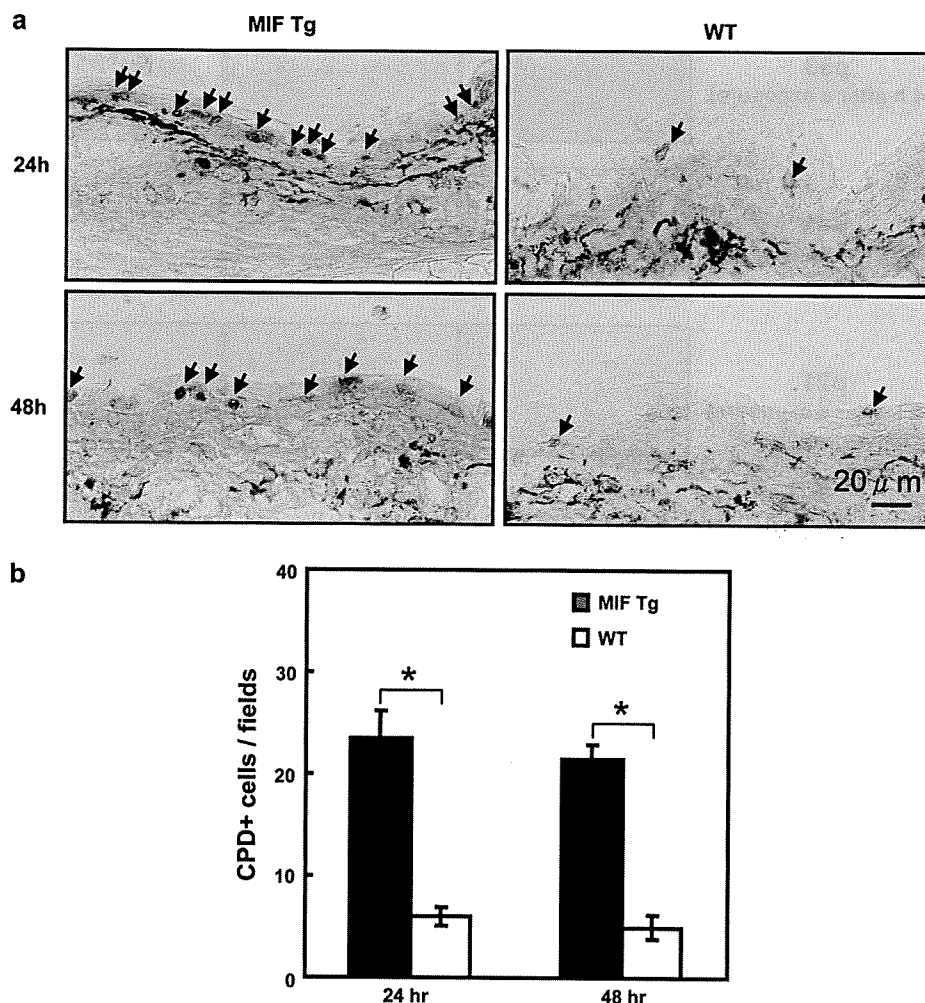 a
MIF Tg
WT
24h
48h
20 μm
b
40
30
20
10
0
CPD+ cells / fields
MIF Tg
WT
*
*
24 hr
48 hr